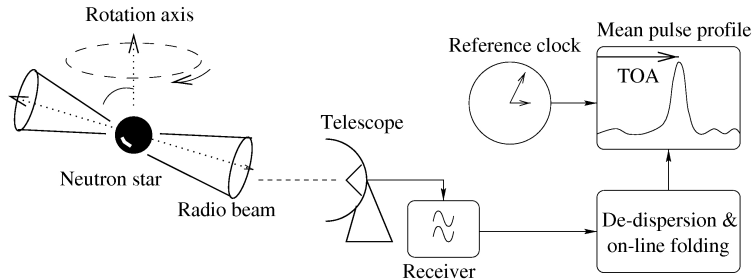 Rotation axis
Neutron star
Radio beam
Telescope
Receiver
Reference clock
Mean pulse profile
TOA
De-dispersion &
on-line folding